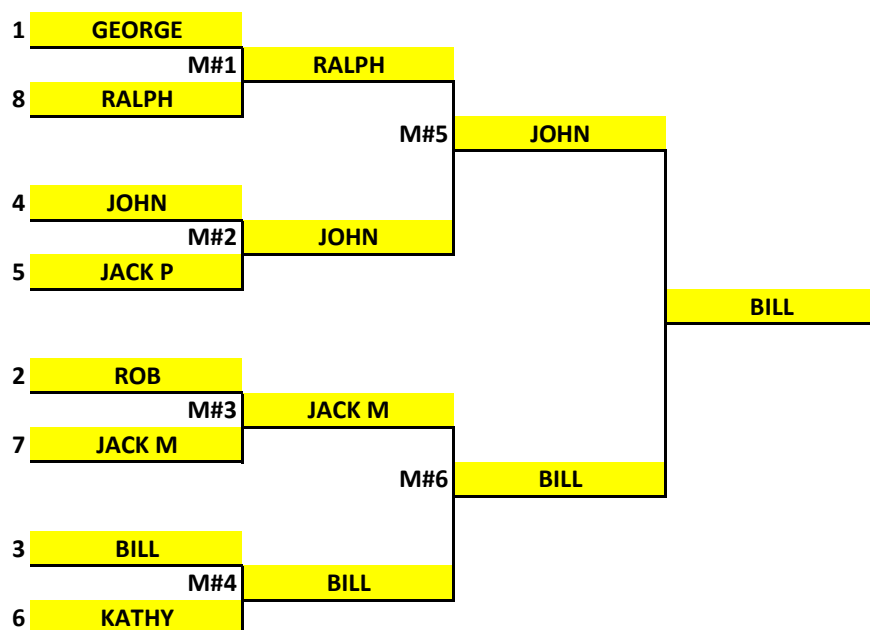 1 GEORGE
M#1 RALPH
8 RALPH
M#5 JOHN
4 JOHN
M#2 JOHN
5 JACK P
BILL
2 ROB
M#3 JACK M
7 JACK M
M#6 BILL
3 BILL
M#4 BILL
6 KATHY